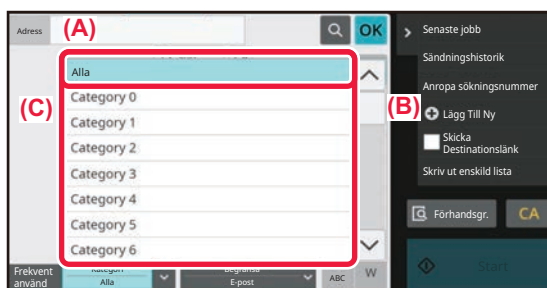 Adress
(A)
OK
Senaste jobb
Sändningshistorik
Anropa sökningsnummer
(B)
Lägg Till Ny
Skicka
Destinationslänk
Skriv ut enskild lista
Förhandsgr.
CA
Start
(C)
Alla
Category 0
Category 1
Category 2
Category 3
Category 4
Category 5
Category 6
Frekvent
använd
Kategori
Alla
Begränsa
E-post
ABC
W